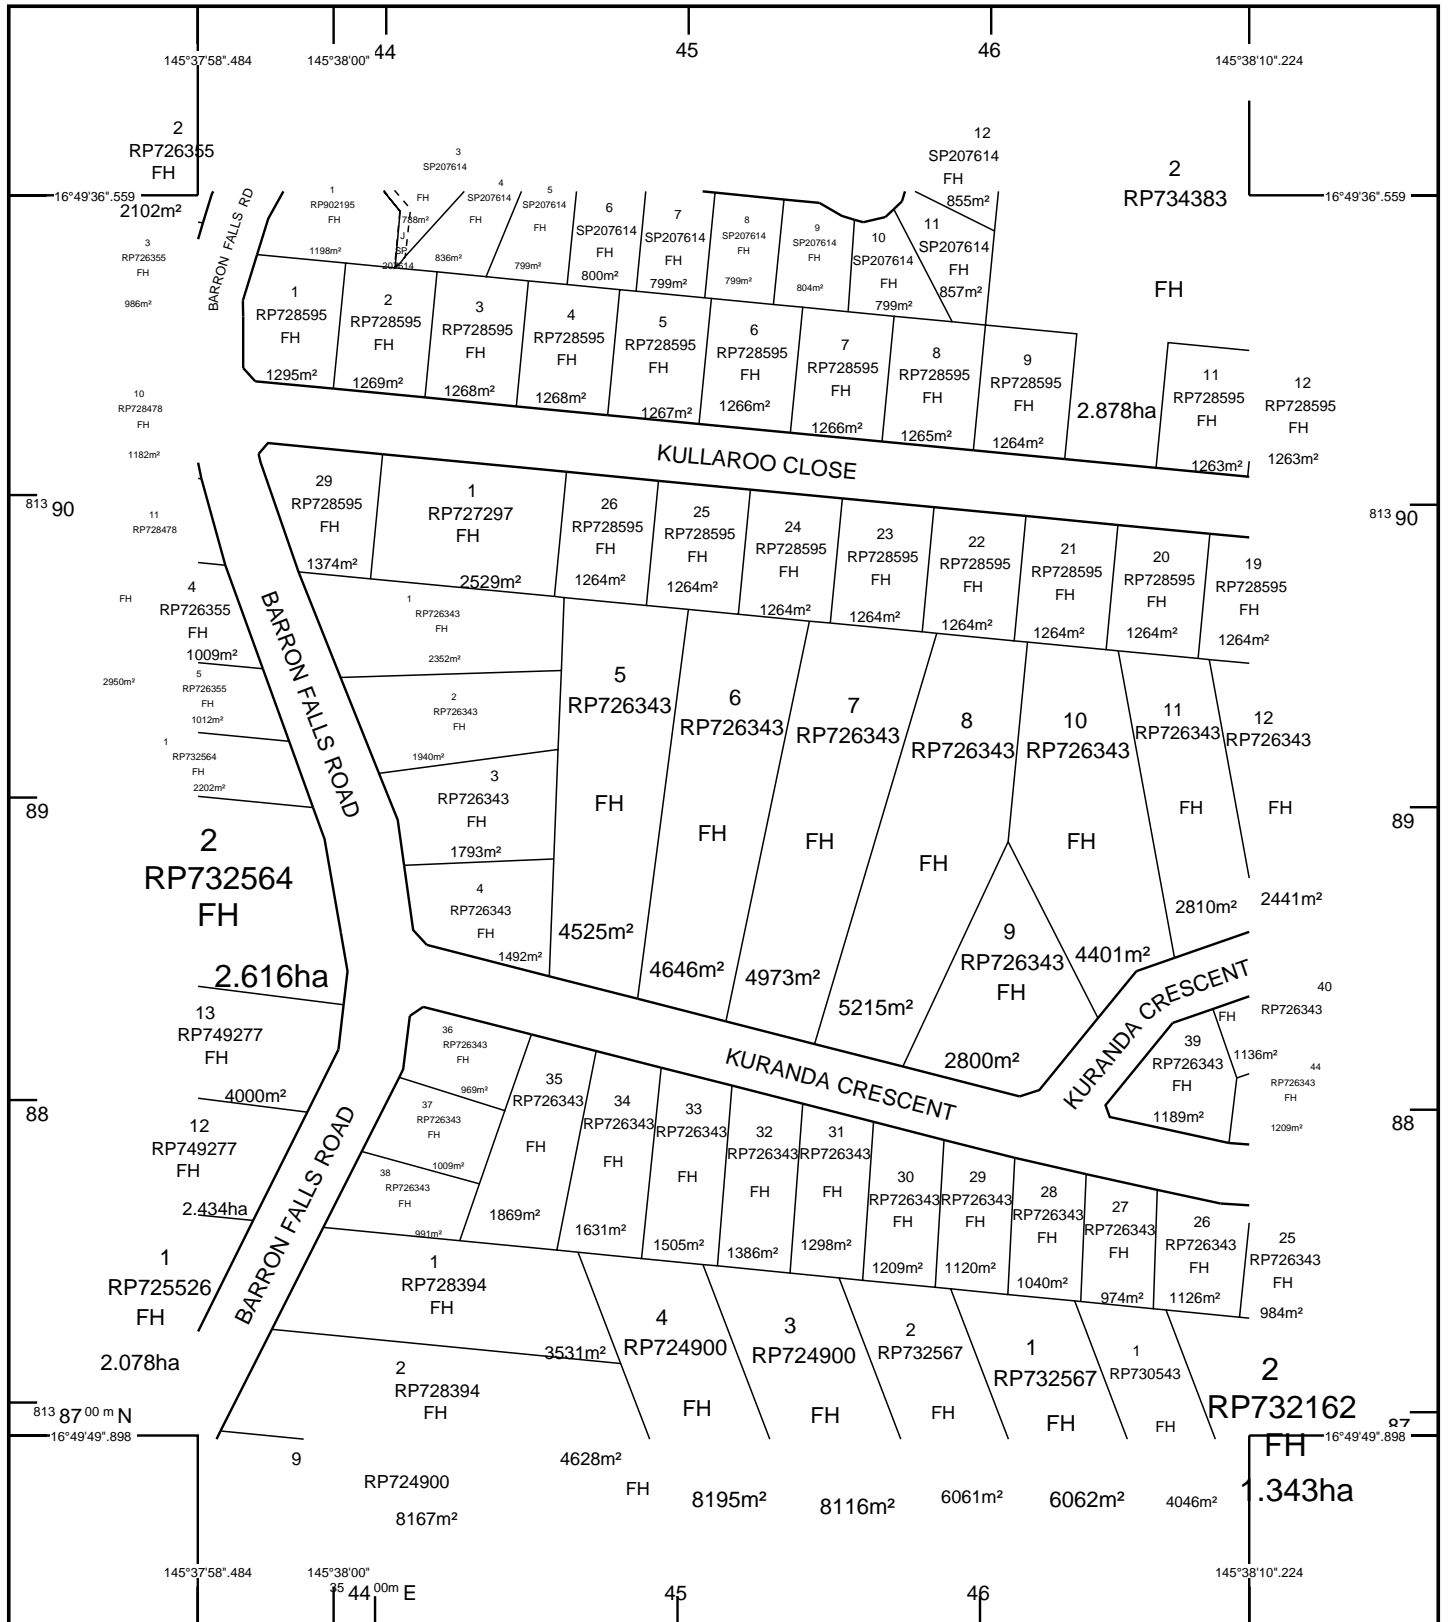 44
45
46
145°37'58".484
145°38'00"
145°38'10".224
2
RP726355
FH
2102m²
16°49'36".559
16°49'36".559
3
RP726355
FH
986m²
BARRON FALLS RD
1
RP902195
FH
1198m²
3
SP207614
FH
788m²
J
SP
207614
4
SP207614
FH
836m²
5
SP207614
FH
799m²
6
SP207614
FH
800m²
7
SP207614
FH
799m²
8
SP207614
FH
799m²
9
SP207614
FH
804m²
10
SP207614
FH
799m²
11
SP207614
FH
857m²
12
SP207614
FH
855m²
2
RP734383
FH
2.878ha
1
RP728595
FH
1295m²
2
RP728595
FH
1269m²
3
RP728595
FH
1268m²
4
RP728595
FH
1268m²
5
RP728595
FH
1267m²
6
RP728595
FH
1266m²
7
RP728595
FH
1266m²
8
RP728595
FH
1265m²
9
RP728595
FH
1264m²
11
RP728595
FH
1263m²
12
RP728595
FH
1263m²
10
RP728478
FH
1182m²
KULLAROO CLOSE
813 90
813 90
11
RP728478
FH
2950m²
29
RP728595
FH
1374m²
1
RP727297
FH
2529m²
26
RP728595
FH
1264m²
25
RP728595
FH
1264m²
24
RP728595
FH
1264m²
23
RP728595
FH
1264m²
22
RP728595
FH
1264m²
21
RP728595
FH
1264m²
20
RP728595
FH
1264m²
19
RP728595
FH
1264m²
4
RP726355
FH
1009m²
5
RP726355
FH
1012m²
1
RP732564
FH
2202m²
BARRON FALLS ROAD
1
RP726343
FH
2352m²
2
RP726343
FH
1940m²
3
RP726343
FH
1793m²
4
RP726343
FH
1492m²
5
RP726343
FH
4525m²
6
RP726343
FH
4646m²
7
RP726343
FH
4973m²
8
RP726343
FH
5215m²
9
RP726343
FH
2800m²
10
RP726343
FH
4401m²
11
RP726343
FH
2810m²
12
RP726343
FH
2441m²
89
89
2
RP732564
FH
2.616ha
13
RP749277
FH
4000m²
KURANDA CRESCENT
KURANDA CRESCENT
40
RP726343
FH
1136m²
39
RP726343
FH
1189m²
44
RP726343
FH
1209m²
88
88
12
RP749277
FH
2.434ha
BARRON FALLS ROAD
36
RP726343
FH
969m²
37
RP726343
FH
1009m²
38
RP726343
FH
991m²
35
RP726343
FH
1869m²
34
RP726343
FH
1631m²
33
RP726343
FH
1505m²
32
RP726343
FH
1386m²
31
RP726343
FH
1298m²
30
RP726343
FH
1209m²
29
RP726343
FH
1120m²
28
RP726343
FH
1040m²
27
RP726343
FH
974m²
26
RP726343
FH
1126m²
25
RP726343
FH
984m²
1
RP725526
FH
2.078ha
1
RP728394
FH
3531m²
2
RP728394
FH
4628m²
4
RP724900
FH
8195m²
3
RP724900
FH
8116m²
2
RP732567
FH
6061m²
1
RP732567
FH
6062m²
1
RP730543
FH
4046m²
2
RP732162
FH
1.343ha
813 87 00 m N
87
16°49'49".898
16°49'49".898
9
RP724900
FH
8167m²
145°37'58".484
145°38'00"
145°38'10".224
35 44 00m E
45
46